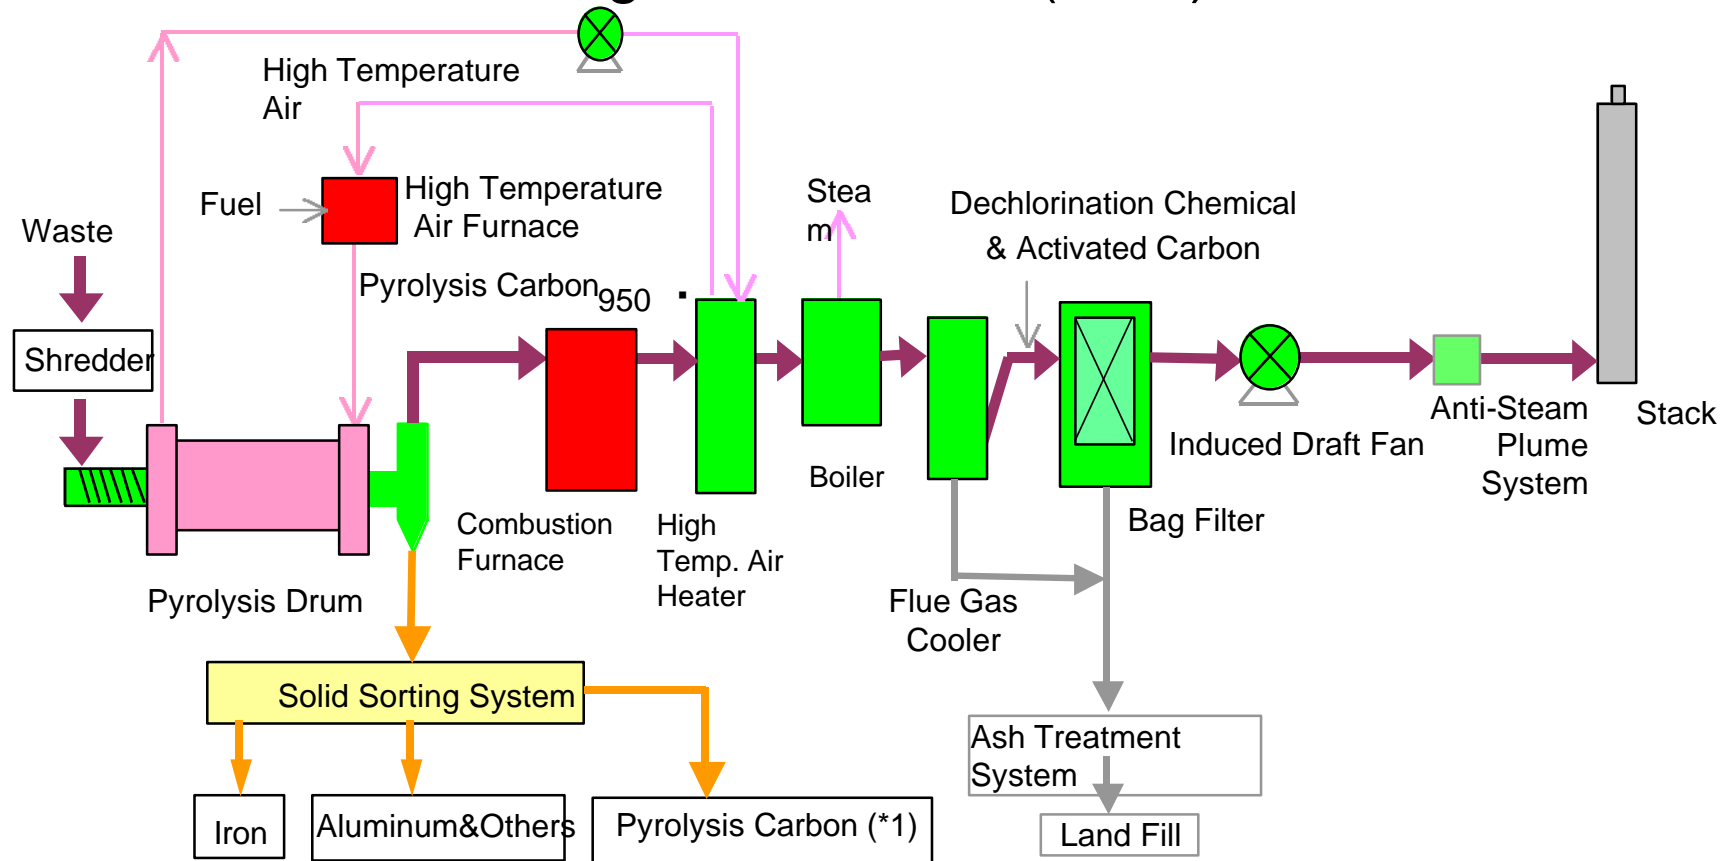 High Temperature
Air
Fuel
High Temperature
Air Furnace
Stea
m
Dechlorination Chemical
& Activated Carbon
Waste
Pyrolysis Carbon
950
Shredder
Anti-Steam
Plume
System
Stack
Induced Draft Fan
Boiler
Bag Filter
Combustion
Furnace
High
Temp. Air
Heater
Pyrolysis Drum
Flue Gas
Cooler
Solid Sorting System
Ash Treatment
System
Iron
Aluminum&Others
Pyrolysis Carbon (*1)
Land Fill